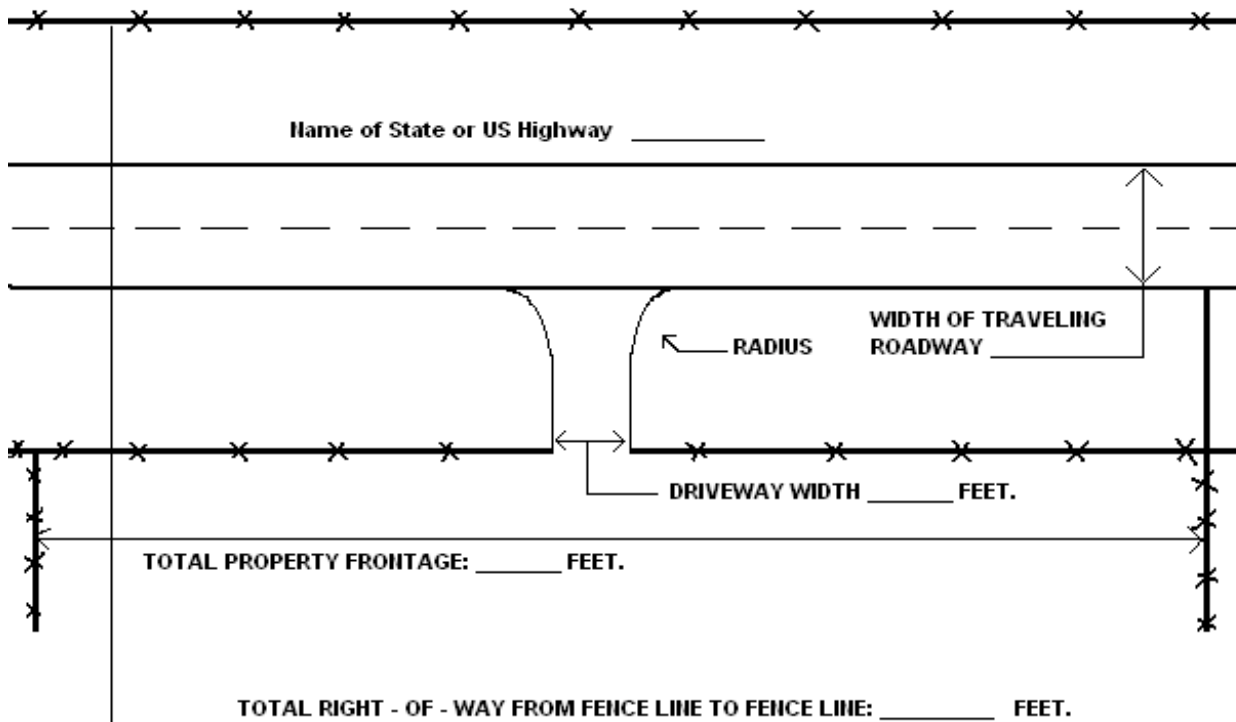 Name of State or US Highway __________
WIDTH OF TRAVELING
ROADWAY __________
RADIUS
DRIVEWAY WIDTH _______ FEET.
TOTAL PROPERTY FRONTAGE: _______ FEET.
TOTAL RIGHT - OF - WAY FROM FENCE LINE TO FENCE LINE: _________ FEET.